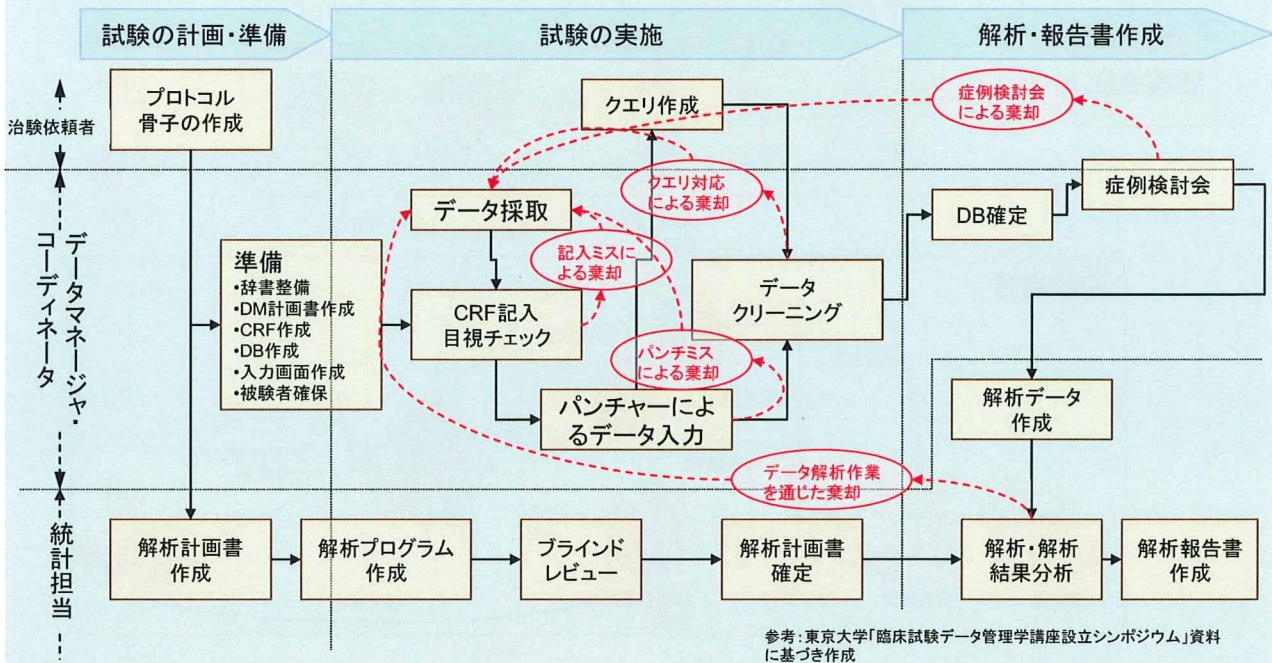 試験の計画・準備
試験の実施
解析・報告書作成
治験依頼者
プロトコル
骨子の作成
クエリ作成
症例検討会
による棄却
データマネージャ・
コーディネータ
データ採取
クエリ対応
による棄却
症例検討会
DB確定
準備
・辞書整備
・DM計画書作成
・CRF作成
・DB作成
・入力画面作成
・被験者確保
記入ミスに
よる棄却
CRF記入
目視チェック
データ
クリーニング
パンチミス
による棄却
パンチャーによ
るデータ入力
解析データ
作成
データ解析作業
を通じた棄却
統計担当
解析計画書
作成
解析プログラム
作成
ブラインド
レビュー
解析計画書
確定
解析・解析
結果分析
解析報告書
作成
参考：東京大学「臨床試験データ管理学講座設立シンポジウム」資料
に基づき作成